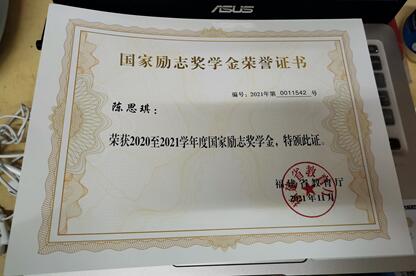 ASUS
国家励志奖学金荣誉证书
编号：2021年第 0011542 号
陈思琪：
荣获2020至2021学年度国家励志奖学金，特颁此证。
福建省教育厅
2021年11月